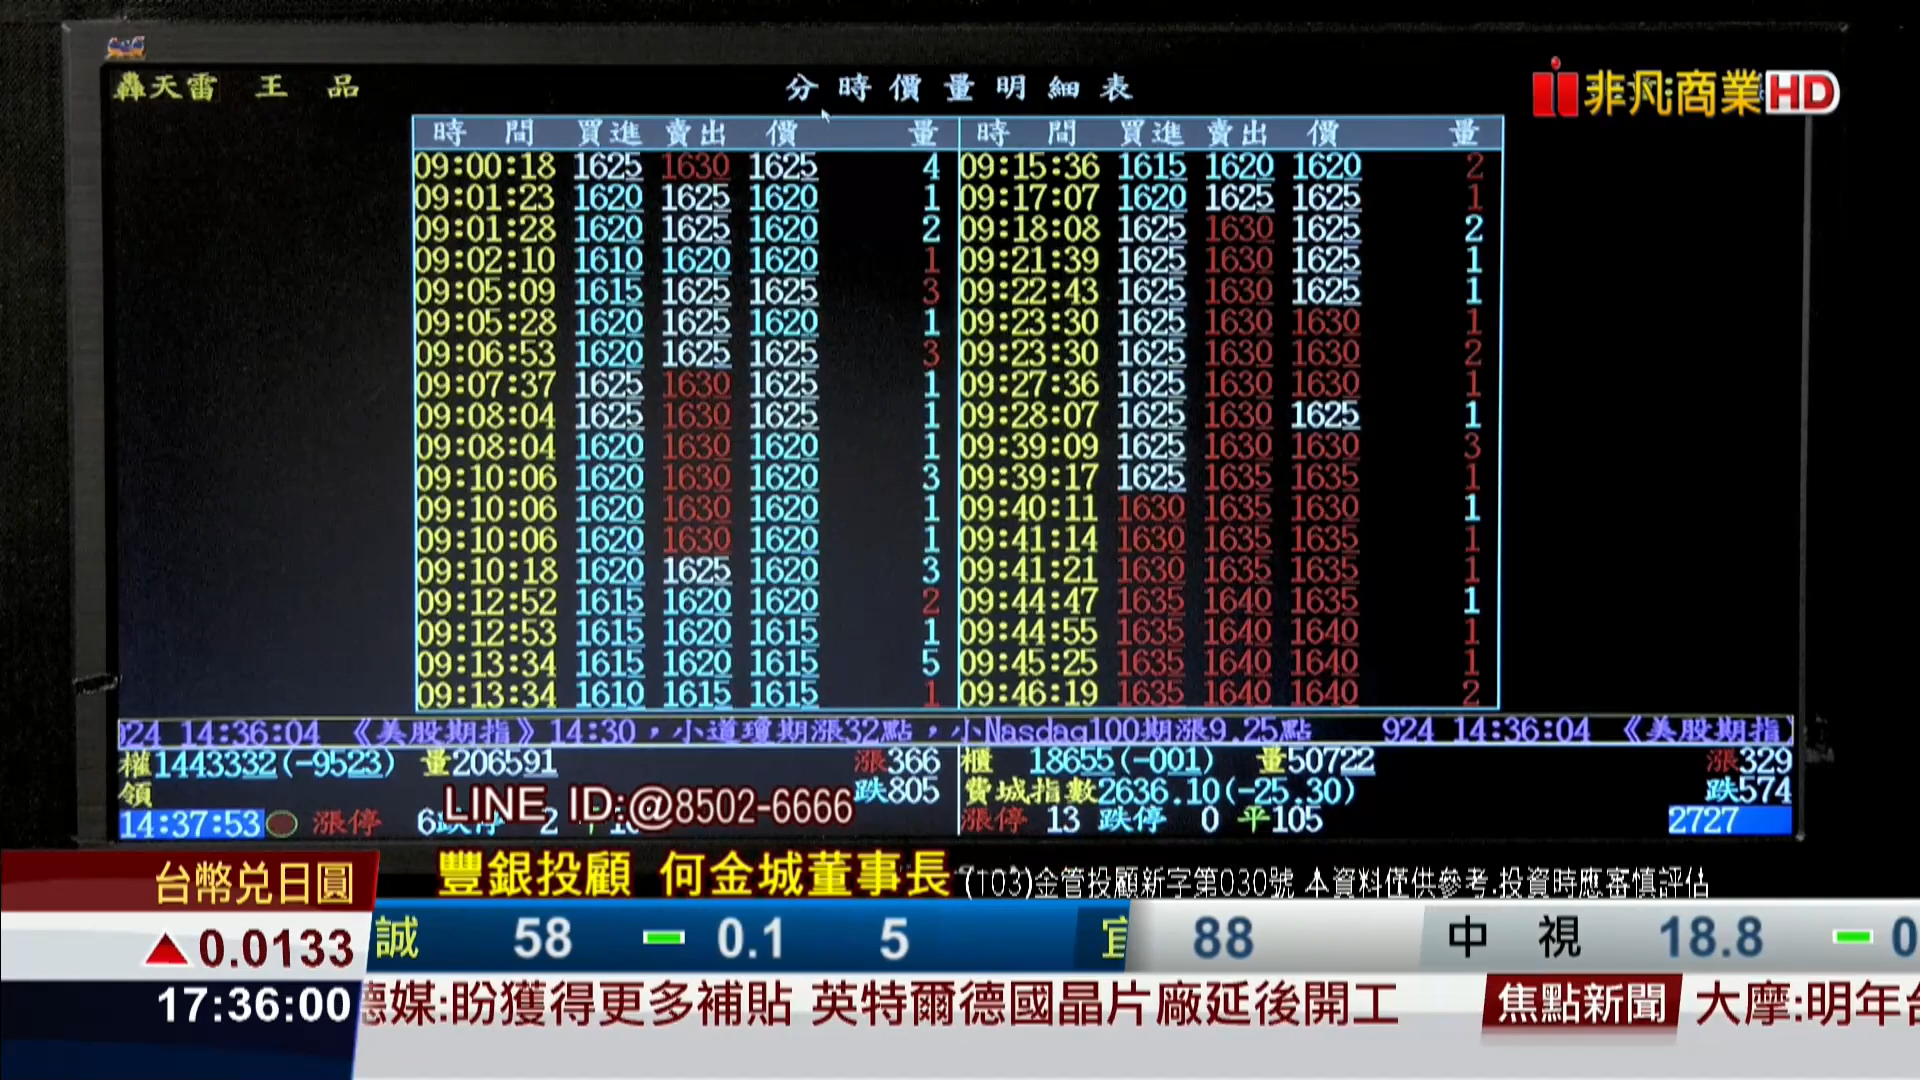 轟天雷 王 品
分時價量明細表
非凡商業HD
時 間 買進 賣出 價 量 時 間 買進 賣出 價 量
09:00:18 1625 1630 1625 4 09:15:36 1615 1620 1620 2
09:01:23 1620 1625 1620 1 09:17:07 1620 1625 1625 1
09:01:28 1620 1625 1620 2 09:18:08 1625 1630 1625 2
09:02:10 1610 1620 1620 1 09:21:39 1625 1630 1625 1
09:05:09 1615 1625 1625 3 09:22:43 1625 1630 1625 1
09:05:28 1620 1625 1620 1 09:23:30 1625 1630 1630 1
09:06:53 1620 1625 1625 3 09:23:30 1625 1630 1630 2
09:07:37 1625 1630 1625 1 09:27:36 1625 1630 1630 1
09:08:04 1625 1630 1625 1 09:28:07 1625 1630 1625 1
09:08:04 1620 1630 1620 1 09:39:09 1625 1630 1630 3
09:10:06 1620 1630 1620 3 09:39:17 1625 1635 1635 1
09:10:06 1620 1630 1620 1 09:40:11 1630 1635 1630 1
09:10:06 1620 1630 1620 1 09:41:14 1630 1635 1635 1
09:10:18 1620 1625 1620 3 09:41:21 1630 1635 1635 1
09:12:52 1615 1620 1620 2 09:44:47 1635 1640 1635 1
09:12:53 1615 1620 1615 1 09:44:55 1635 1640 1640 1
09:13:34 1615 1620 1615 5 09:45:25 1635 1640 1640 1
09:13:34 1610 1615 1615 1 09:46:19 1635 1640 1640 2
924 14:36:04 《美股期指》14:30，小道瓊期漲32點，小Nasdaq100期漲9.25點 924 14:36:04 《美股期指》
權1443332(-9523) 量206591 漲366 櫃 18655(-001) 量50722 漲329
領 跌805 費城指數2636.10(-25.30) 跌574
LINE ID:@8502-6666
14:37:53 漲停 6跌停 2 漲停 13 跌停 0 平105 2727
豐銀投顧 何金城董事長 (103)金管投顧新字第030號 本資料僅供參考.投資時應審慎評估
台幣兌日圓
▲0.0133 誠 58 0.1 5 宜 88 中 視 18.8 0
17:36:00 德媒:盼獲得更多補貼 英特爾德國晶片廠延後開工 焦點新聞 大摩:明年台